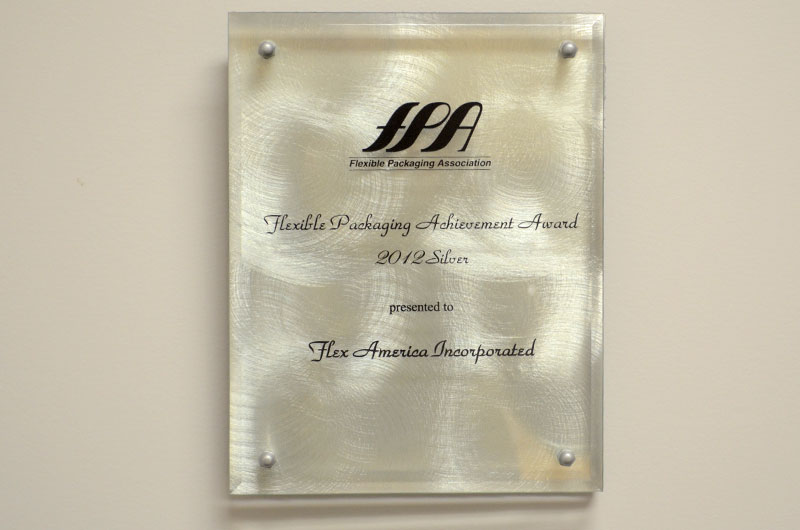 FPA
Flexible Packaging Association
Flexible Packaging Achievement Award
2012 Silver
presented to
Flex America Incorporated